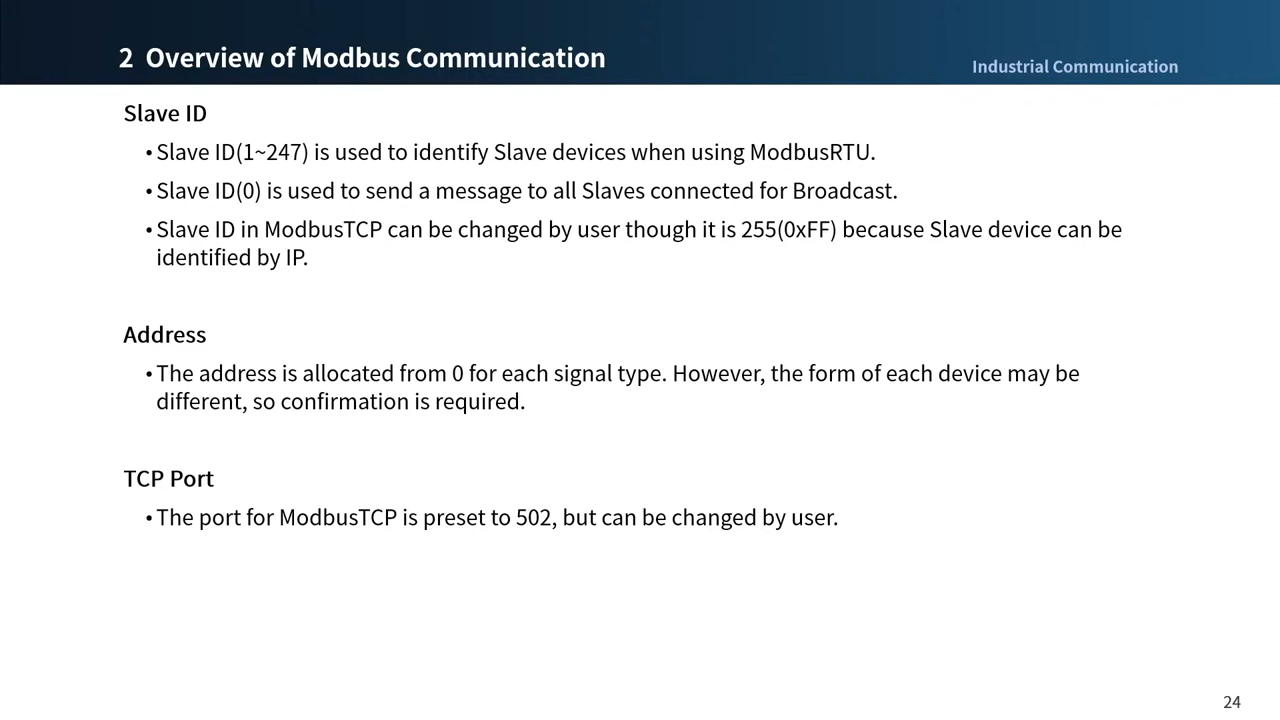 2 Overview of Modbus Communication
Industrial Communication
Slave ID
•Slave ID(1~247) is used to identify Slave devices when using ModbusRTU.
•Slave ID(0) is used to send a message to all Slaves connected for Broadcast.
•Slave ID in ModbusTCP can be changed by user though it is 255(0xFF) because Slave device can be
identified by IP.
Address
•The address is allocated from 0 for each signal type. However, the form of each device may be
different, so confirmation is required.
TCP Port
•The port for ModbusTCP is preset to 502, but can be changed by user.
24